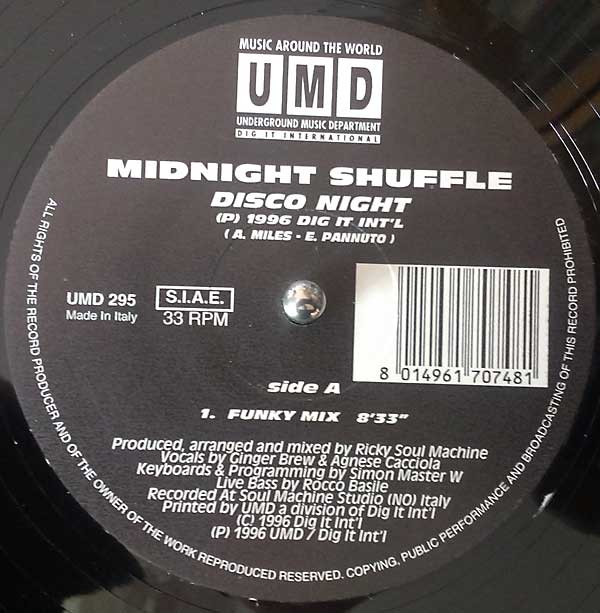 MUSIC AROUND THE WORLD
UMD
UNDERGROUND MUSIC DEPARTMENT
DIG IT INTERNATIONAL
MIDNIGHT SHUFFLE
DISCO NIGHT
(P) 1996 DIG IT INT'L
( A. MILES - E. PANNUTO )
UMD 295
Made in Italy
S.I.A.E.
33 RPM
8 014961 707481
side A
1. FUNKY MIX 8'33"
Produced, arranged and mixed by Ricky Soul Machine
Vocals by Ginger Brew & Agnese Cacciola
Keyboards & Programming by Simon Master W
Live Bass by Rocco Basile
Recorded At Soul Machine Studio (NO) Italy
Printed by UMD a division of Dig It Int'l
(C) 1996 Dig It Int'l
(P) 1996 UMD / Dig It Int'l
ALL RIGHTS OF THE RECORD PRODUCER AND OF THE OWNER OF THE WORK REPRODUCED RESERVED. COPYING, PUBLIC PERFORMANCE AND BROADCASTING OF THIS RECORD PROHIBITED